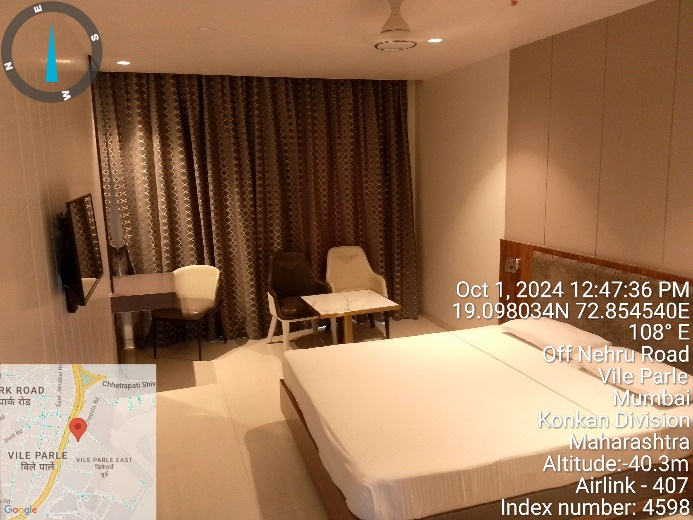 E
S
N
W
Oct 1, 2024 12:47:36 PM
19.098034N 72.854540E
108° E
Off Nehru Road
Vile Parle
Mumbai
Konkan Division
Maharashtra
Altitude:-40.3m
Airlink - 407
Index number: 4598
Chhatrapati Shiv
RK ROAD
पार्क रोड
VILE PARLE
विले पार्ले
VILE PARLE EAST
विलेपार्ले
पूर्व
Google